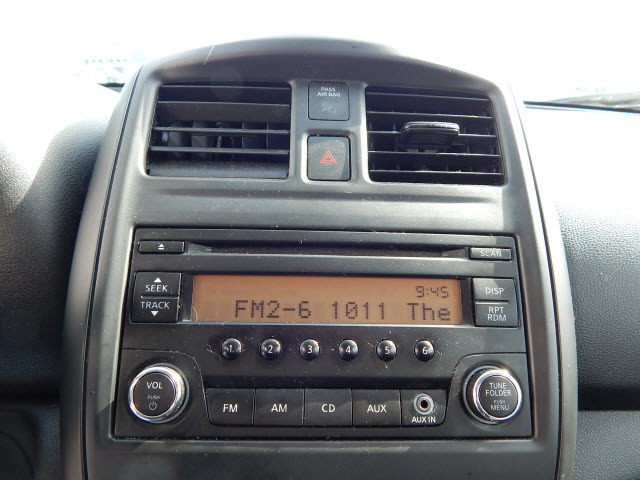 PASS
AIR BAG
SCAN
SEEK
TRACK
9:45
FM2-6 1011 The
DISP
RPT
RDM
1 2 3 4 5 6
VOL
PUSH
FM AM CD AUX
AUX IN
TUNE
FOLDER
PUSH
MENU